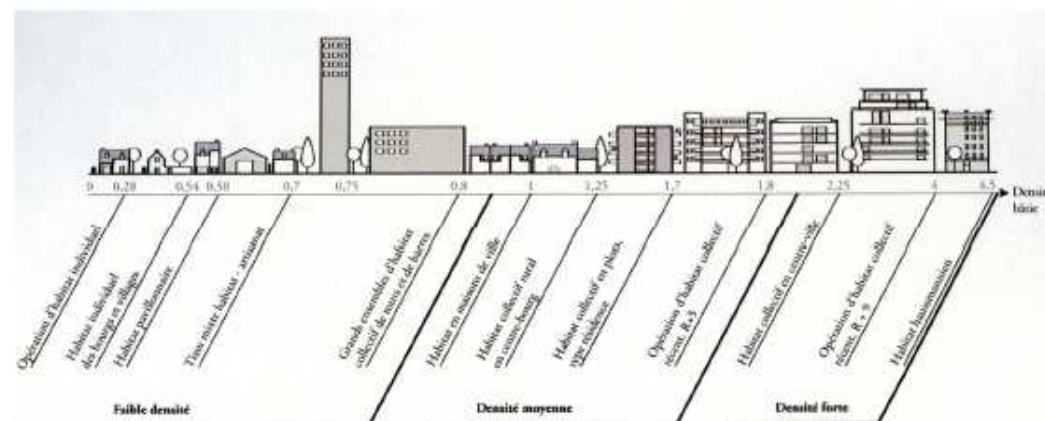 0 0,28 0,54 0,50 0,7 0,75 0,8 1 1,25 1,7 1,8 2,25 4 6,5 Densit
bâtie
Opération d'habitat individuel
Habitat individuel
des bourgs et villages
Habitat pavillonnaire
Tissu mixte habitat - artisanat
Grands ensembles d'habitat
collectif de tours et de barres
Habitat en maisons de ville
Habitat collectif rural
en centre-bourg
Habitat collectif en plots,
type résidence
Opération d'habitat collectif
récent, R+5
Habitat collectif en centre-ville
Opération d'habitat collectif
récent, R + 9
Habitat haussmannien
Faible densité
Densité moyenne
Densité forte